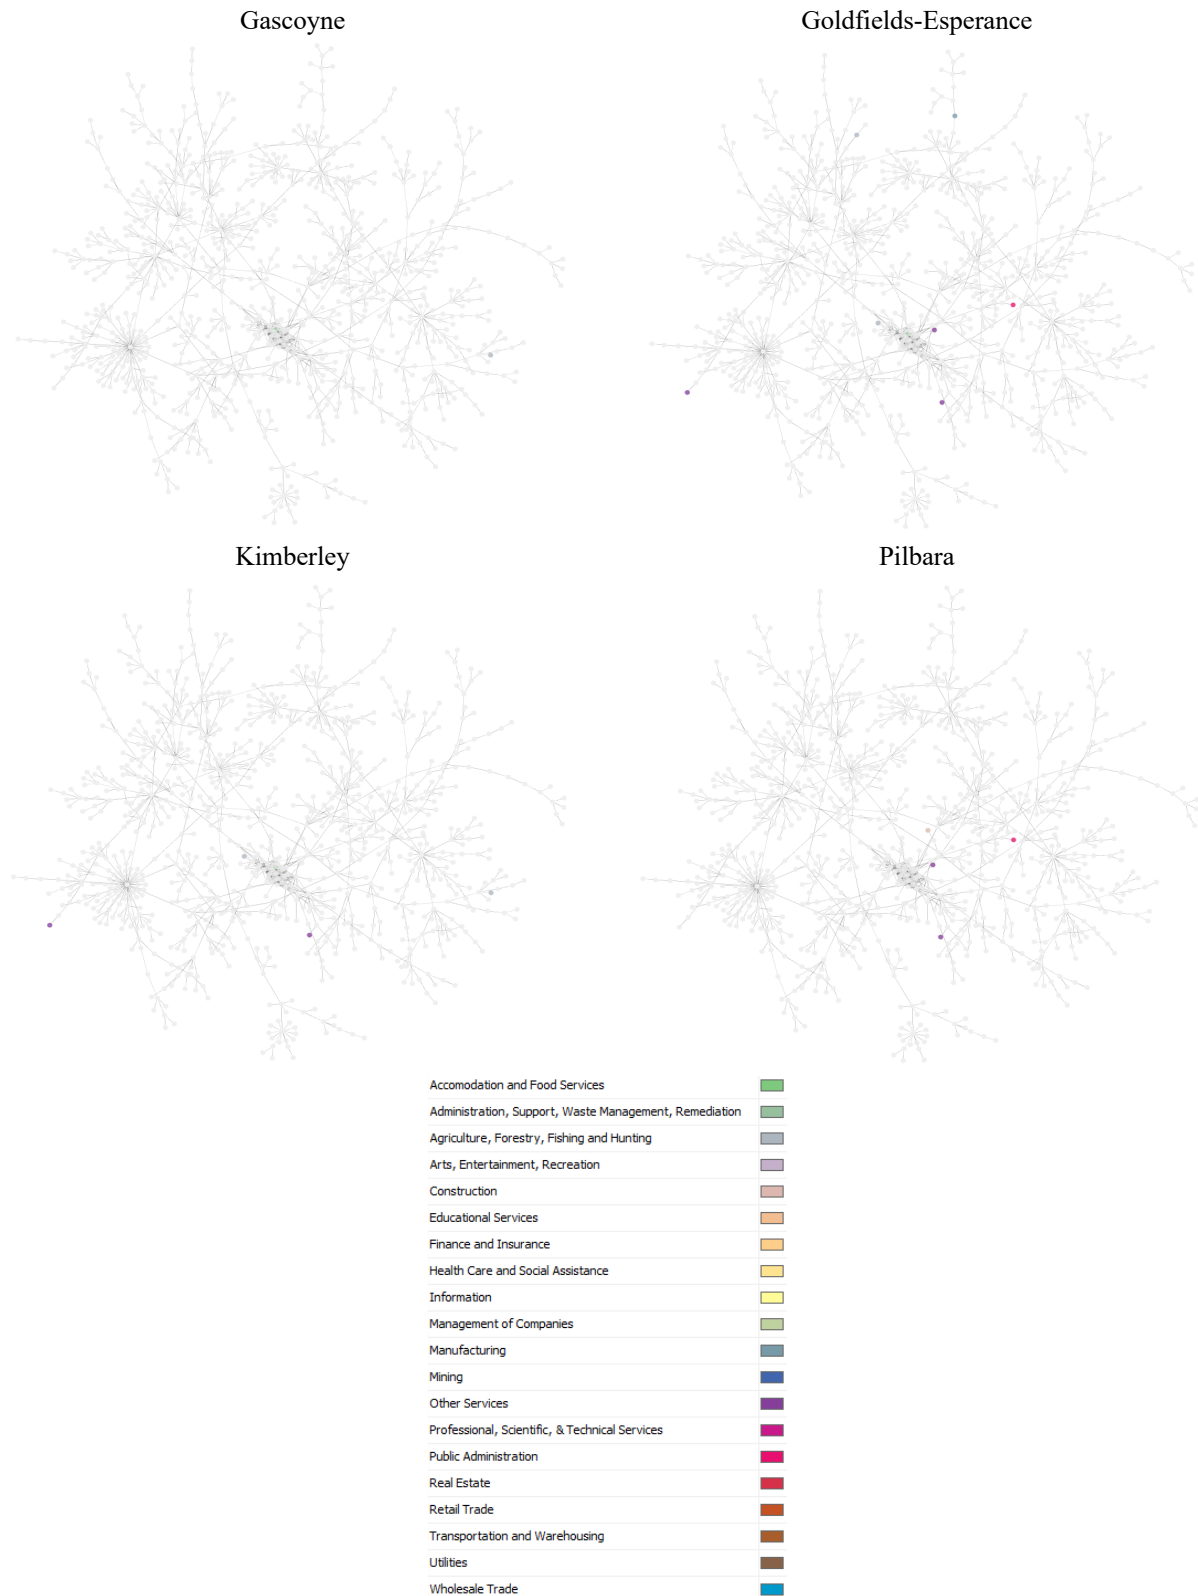 Gascoyne
Goldfields-Esperance
Kimberley
Pilbara
Accomodation and Food Services
Administration, Support, Waste Management, Remediation
Agriculture, Forestry, Fishing and Hunting
Arts, Entertainment, Recreation
Construction
Educational Services
Finance and Insurance
Health Care and Social Assistance
Information
Management of Companies
Manufacturing
Mining
Other Services
Professional, Scientific, & Technical Services
Public Administration
Real Estate
Retail Trade
Transportation and Warehousing
Utilities
Wholesale Trade